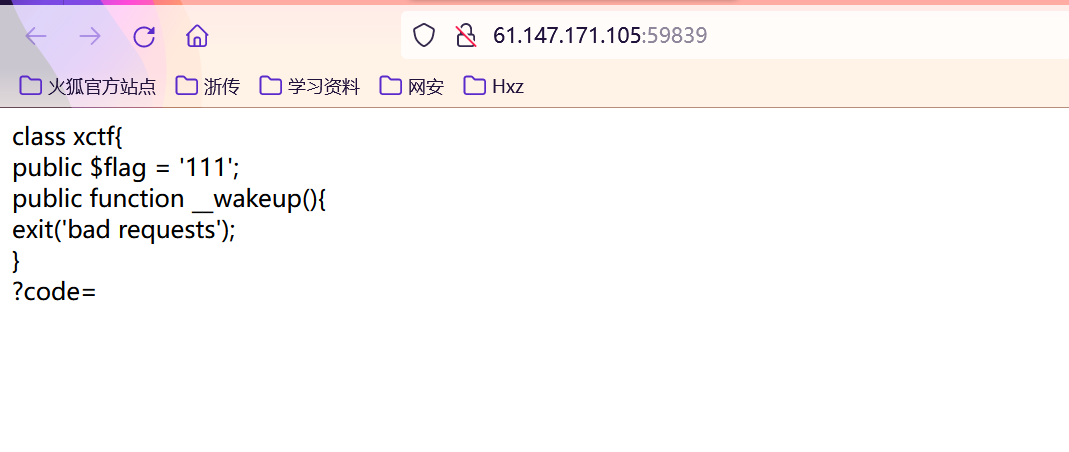 61.147.171.105:59839
火狐官方站点 浙传 学习资料 网安 Hxz
class xctf{
public $flag = '111';
public function __wakeup(){
exit('bad requests');
}
?code=